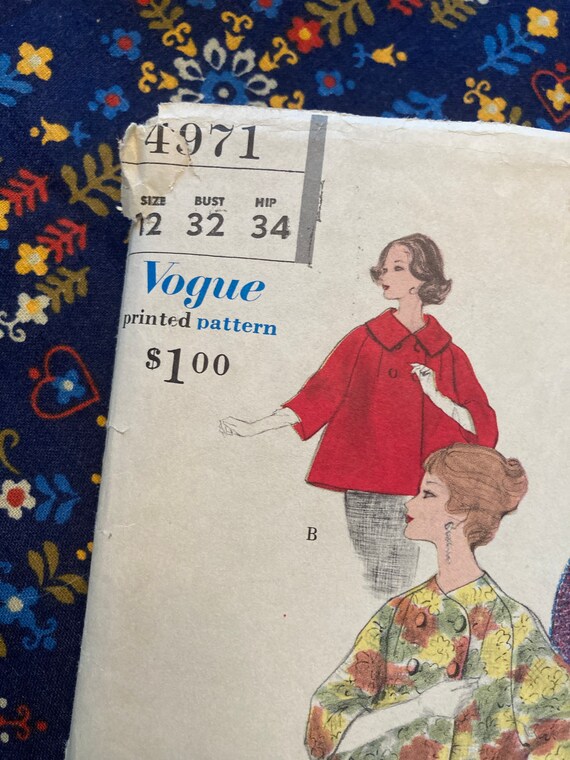 4971
SIZE BUST HIP
12 32 34
Vogue
printed pattern
$1.00
B